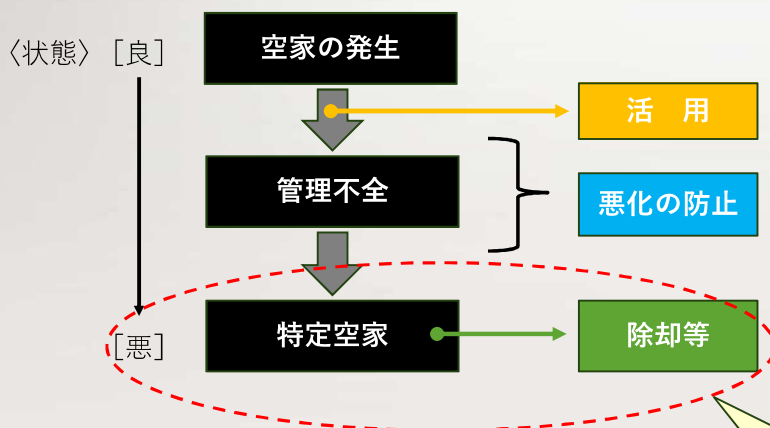 〈状態〉［良］
空家の発生
活　用
管理不全
悪化の防止
［悪］
特定空家
除却等